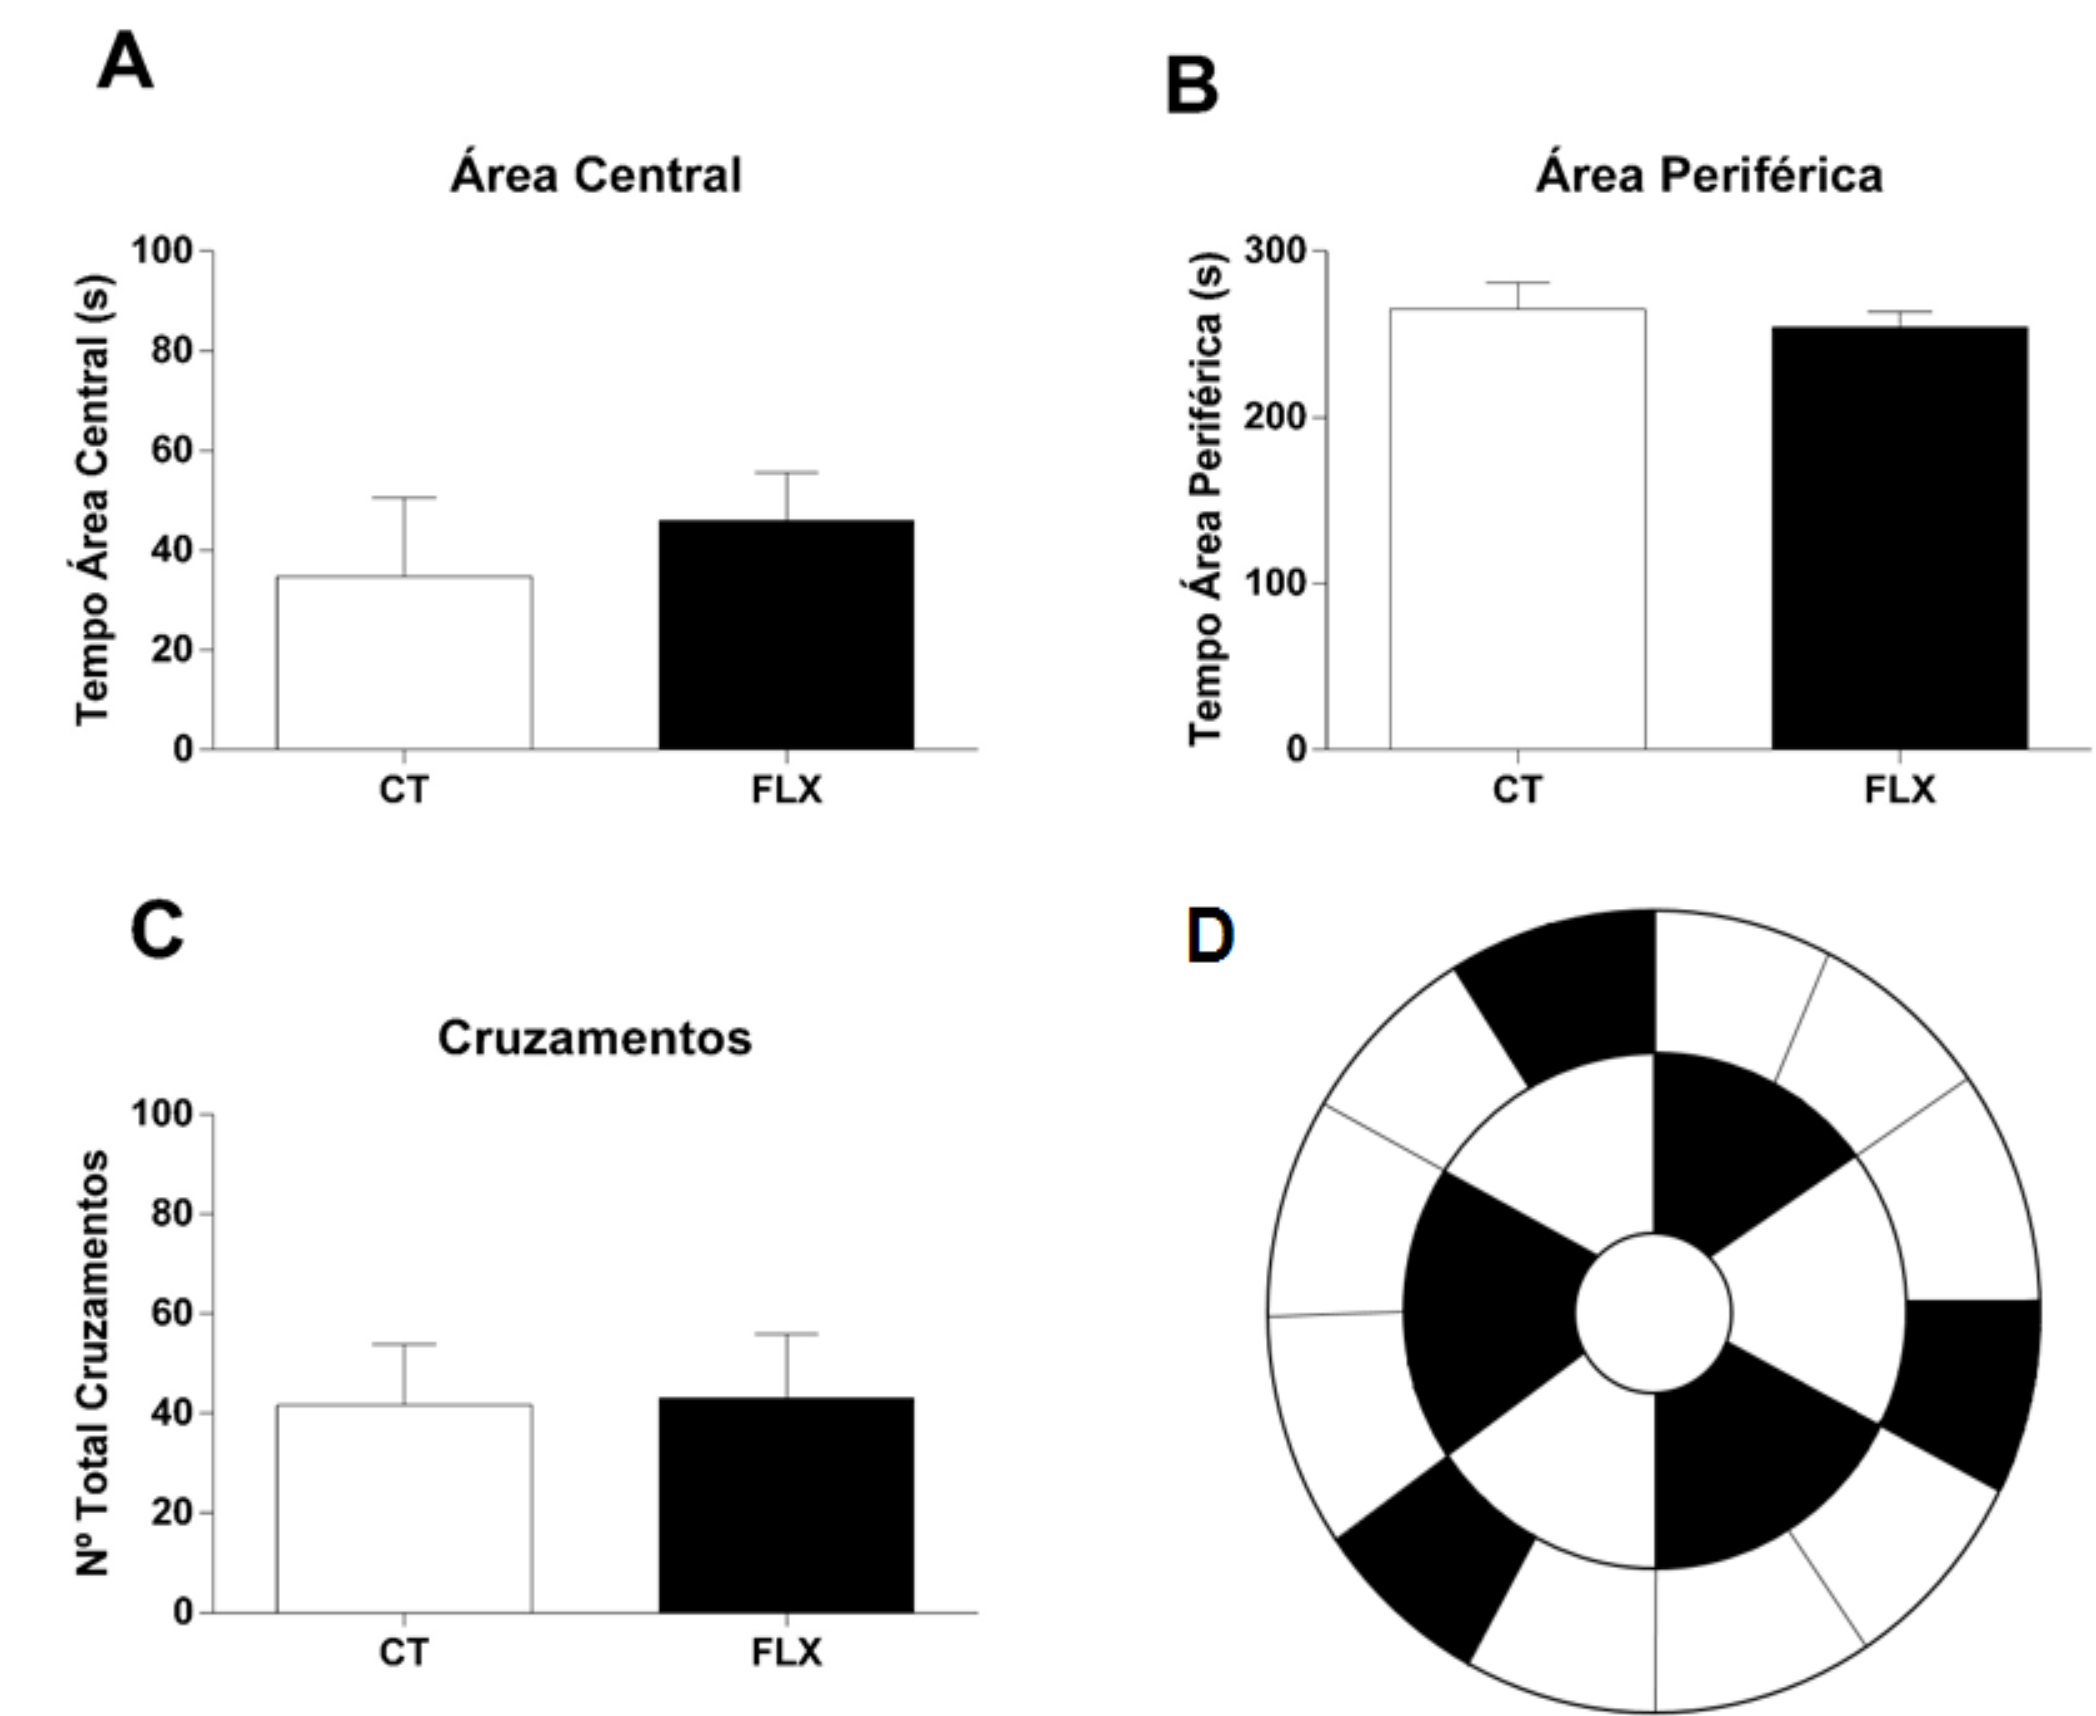 A
Área Central
Tempo Área Central (s)
100
80
60
40
20
0
CT FLX
B
Área Periférica
Tempo Área Periférica (s)
300
200
100
0
CT FLX
C
Cruzamentos
Nº Total Cruzamentos
100
80
60
40
20
0
CT FLX
D